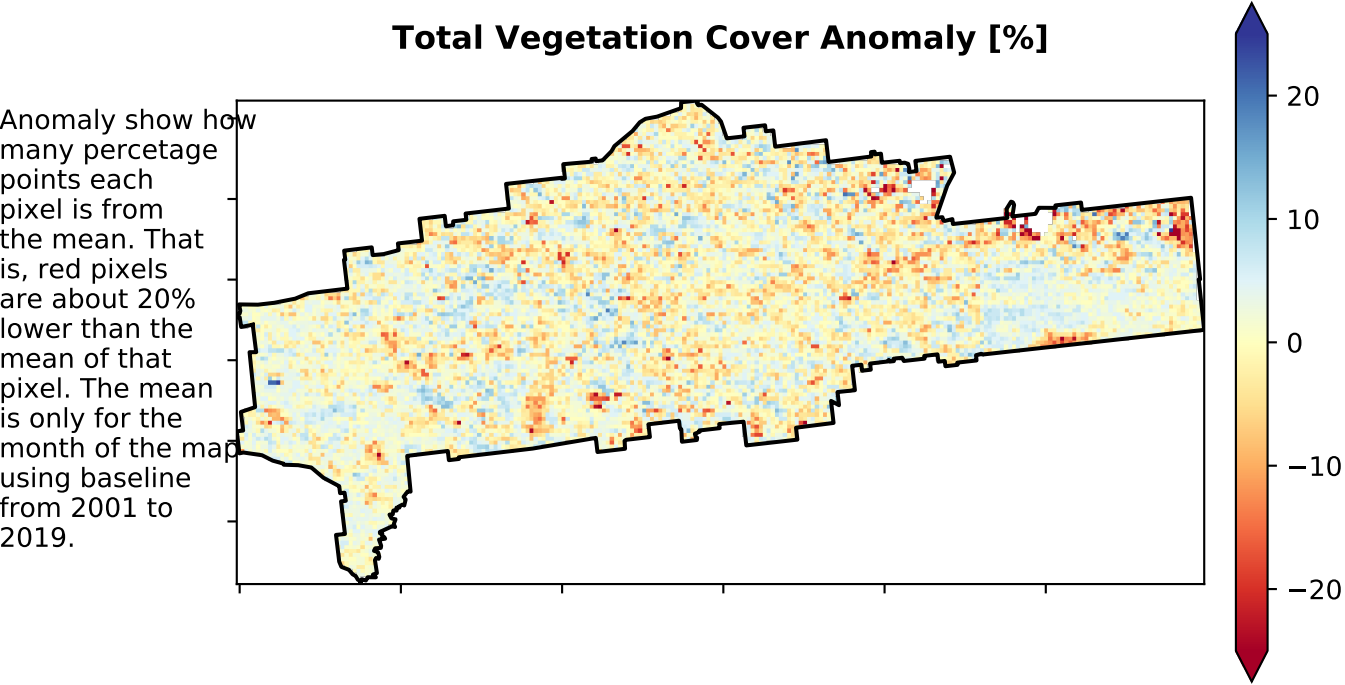 Total Vegetation Cover Anomaly [%]
Anomaly show how
many percetage
points each
pixel is from
the mean. That
is, red pixels
are about 20%
lower than the
mean of that
pixel. The mean
is only for the
month of the map
using baseline
from 2001 to
2019.
20
10
0
−10
−20